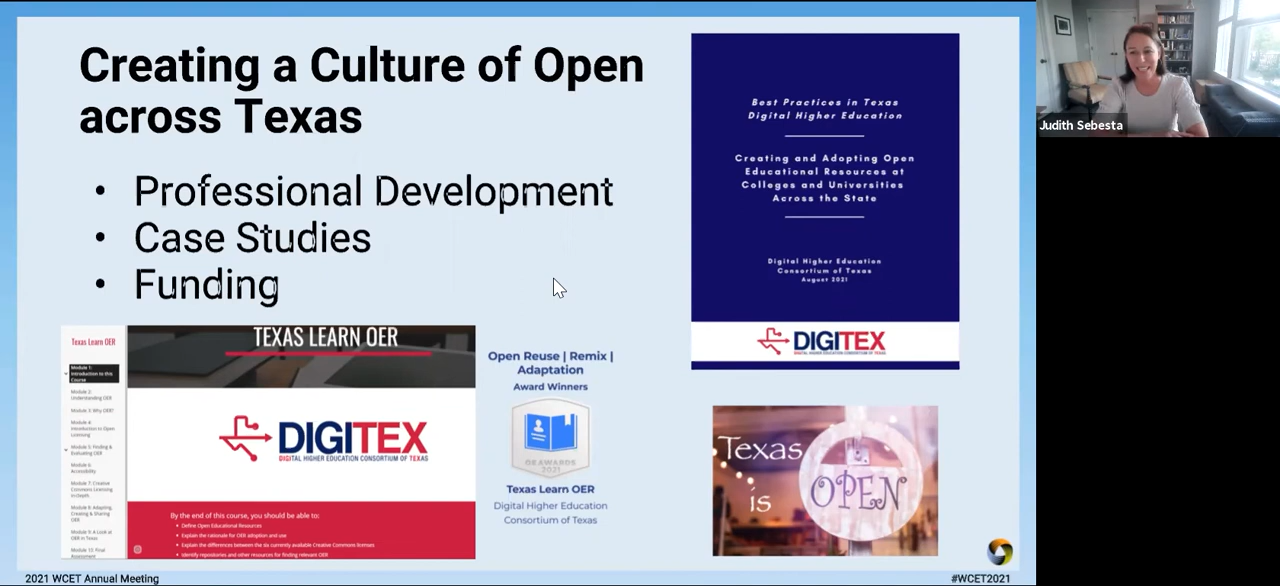 Creating a Culture of Open
across Texas
• Professional Development
• Case Studies
• Funding
Best Practices in Texas
Digital Higher Education
Creating and Adopting Open
Educational Resources at
Colleges and Universities
Across the State
Digital Higher Education
Consortium of Texas
August 2021
DIGITEX
DIGITAL HIGHER EDUCATION CONSORTIUM OF TEXAS
Judith Sebesta
Texas Learn OER
Module 1:
Introduction to this
Course
Module 2:
Understanding OER
Module 3: Why OER?
Module 4:
Introduction to Open
Licensing
Module 5: Finding &
Evaluating OER
Module 6:
Accessibility
Module 7: Creative
Commons Licensing
in-Depth
Module 8: Adapting,
Creating & Sharing
OER
Module 9: A Look at
OER in Texas
Module 10: Final
Assessment
TEXAS LEARN OER
DIGITEX
DIGITAL HIGHER EDUCATION CONSORTIUM OF TEXAS
By the end of this course, you should be able to:
• Define Open Educational Resources
• Explain the rationale for OER adoption and use
• Explain the differences between the six currently available Creative Commons licenses
• Identify repositories and other resources for finding relevant OER
Open Reuse | Remix |
Adaptation
Award Winners
OE AWARDS
2021
Texas Learn OER
Digital Higher Education
Consortium of Texas
Texas
is
OPEN
2021 WCET Annual Meeting
#WCET2021